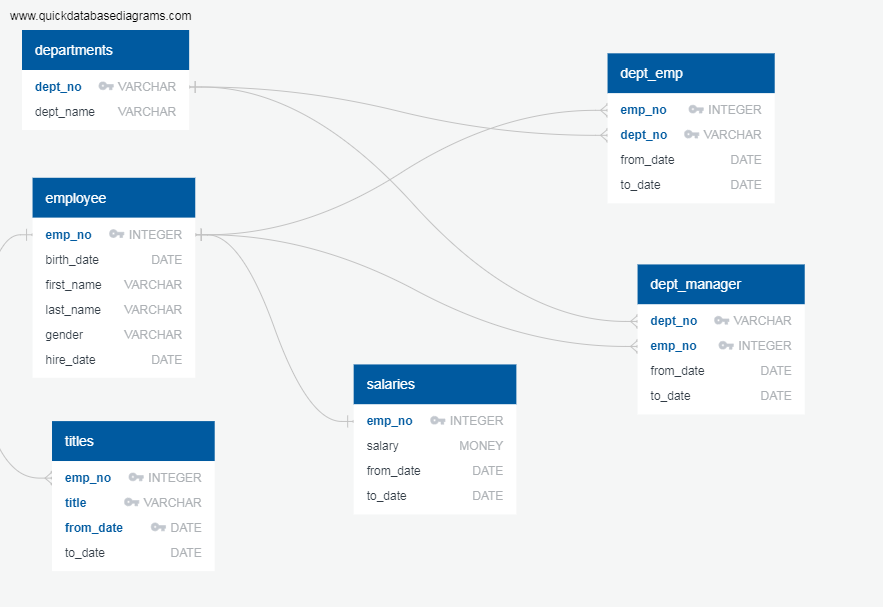 www.quickdatabasediagrams.com
departments
dept_no VARCHAR
dept_name VARCHAR
employee
emp_no INTEGER
birth_date DATE
first_name VARCHAR
last_name VARCHAR
gender VARCHAR
hire_date DATE
titles
emp_no INTEGER
title VARCHAR
from_date DATE
to_date DATE
salaries
emp_no INTEGER
salary MONEY
from_date DATE
to_date DATE
dept_emp
emp_no INTEGER
dept_no VARCHAR
from_date DATE
to_date DATE
dept_manager
dept_no VARCHAR
emp_no INTEGER
from_date DATE
to_date DATE